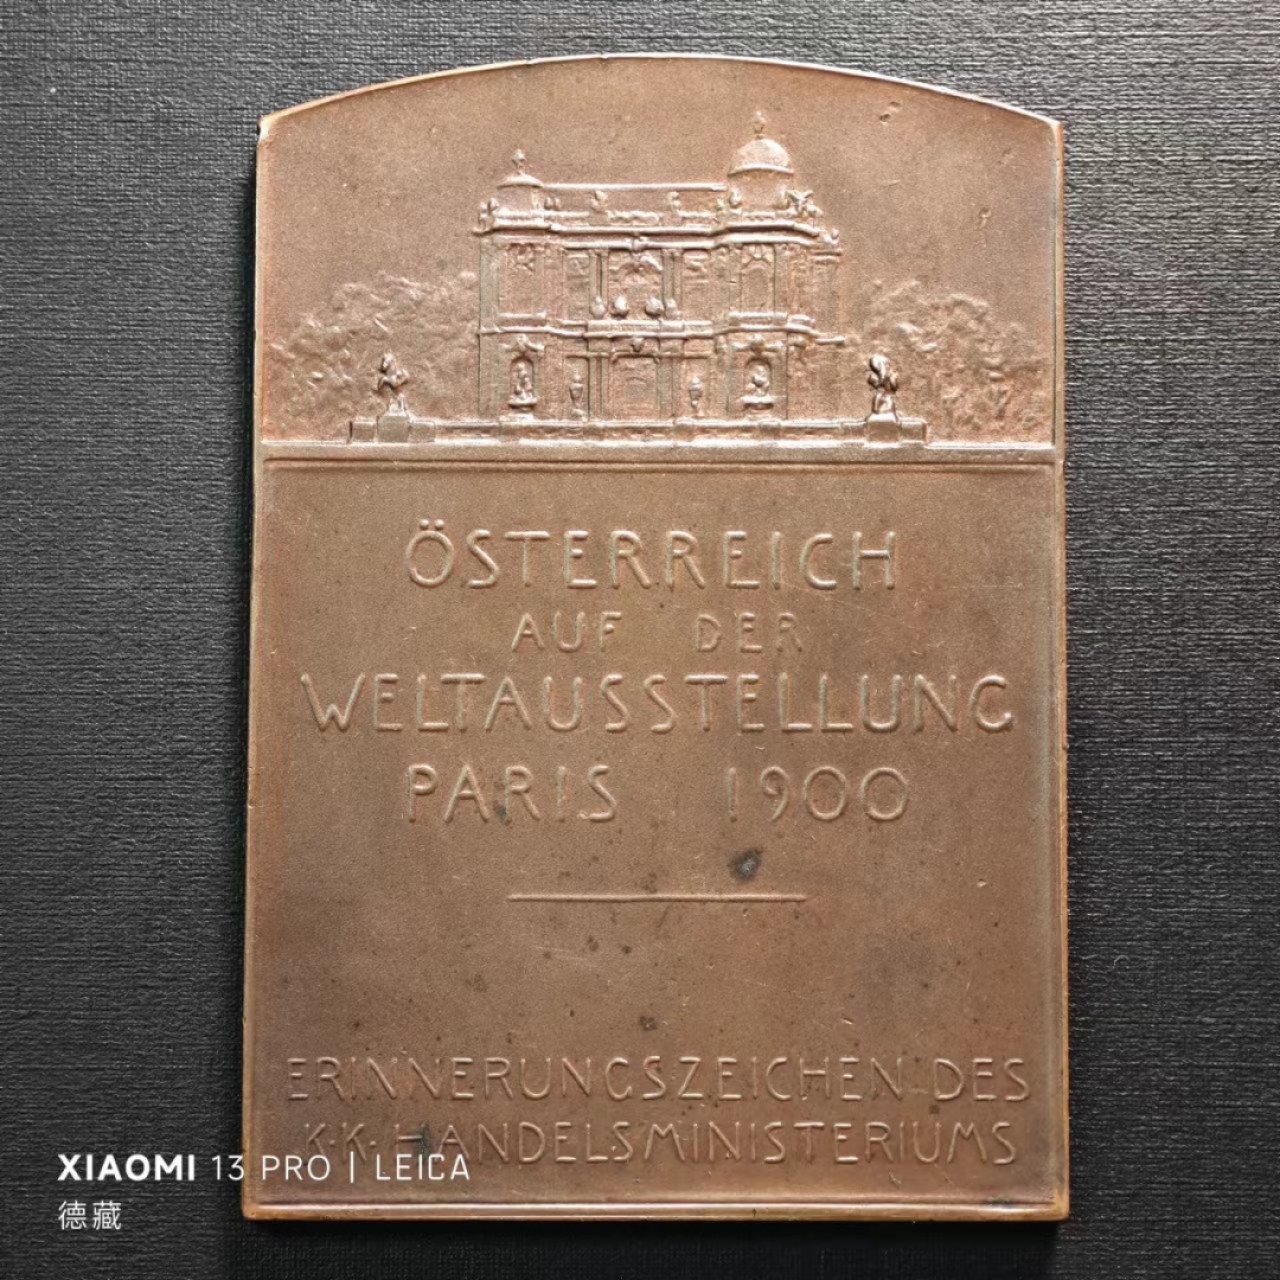 ÖSTERREICH
AUF DER
WELTAUSSTELLUNG
PARIS 1900
ERINNERUNGSZEICHEN DES
K·K·HANDELSMINISTERIUMS
XIAOMI 13 PRO | LEICA
德藏